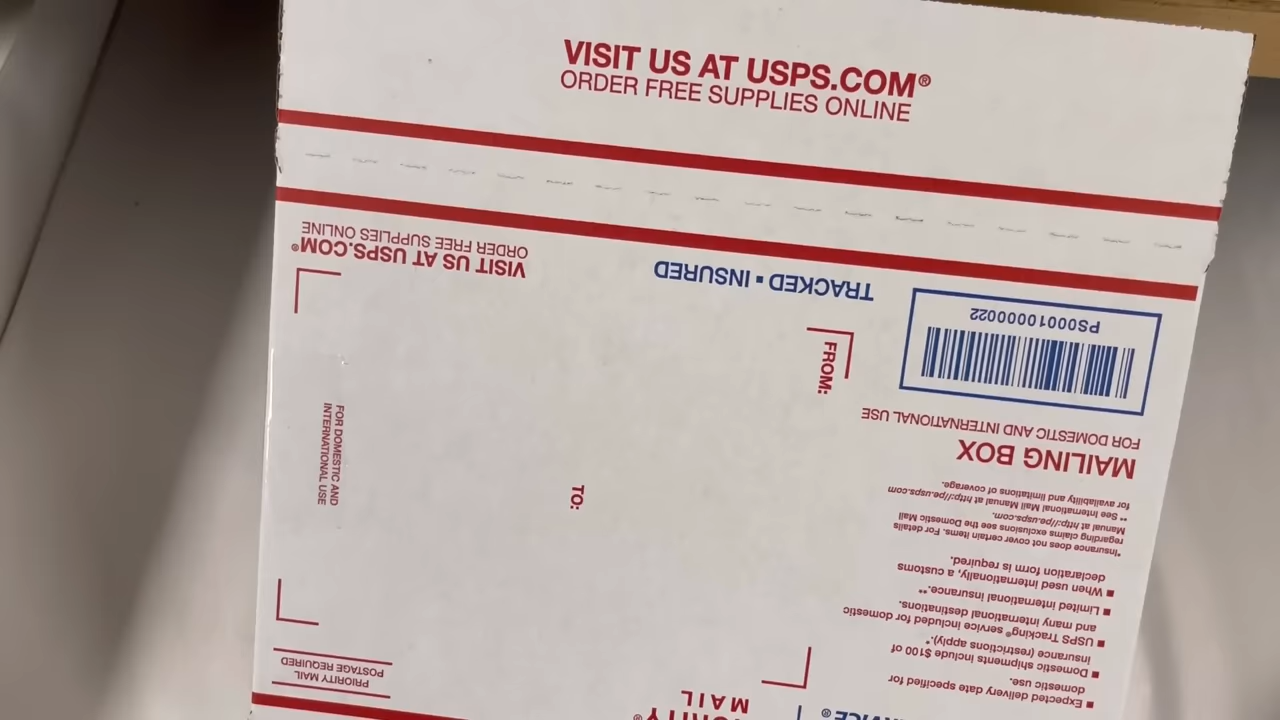 VISIT US AT USPS.COM®
ORDER FREE SUPPLIES ONLINE
VISIT US AT USPS.COM®
ORDER FREE SUPPLIES ONLINE
TRACKED ▪ INSURED
PS00010000022
FROM:
FOR DOMESTIC AND INTERNATIONAL USE
MAILING BOX
FOR DOMESTIC AND
INTERNATIONAL USE
TO:
■ Expected delivery date specified for
domestic use.
■ Domestic shipments include $100 of
insurance (restrictions apply).*
■ USPS Tracking® service included for domestic
and many international destinations.
■ Limited international insurance.**
■ When used internationally, a customs
declaration form is required.
*Insurance does not cover certain items. For details
regarding claims exclusions see the Domestic Mail
Manual at http://pe.usps.com.
** See International Mail Manual at http://pe.usps.com
for availability and limitations of coverage.
PRIORITY MAIL
POSTAGE REQUIRED
MAIL